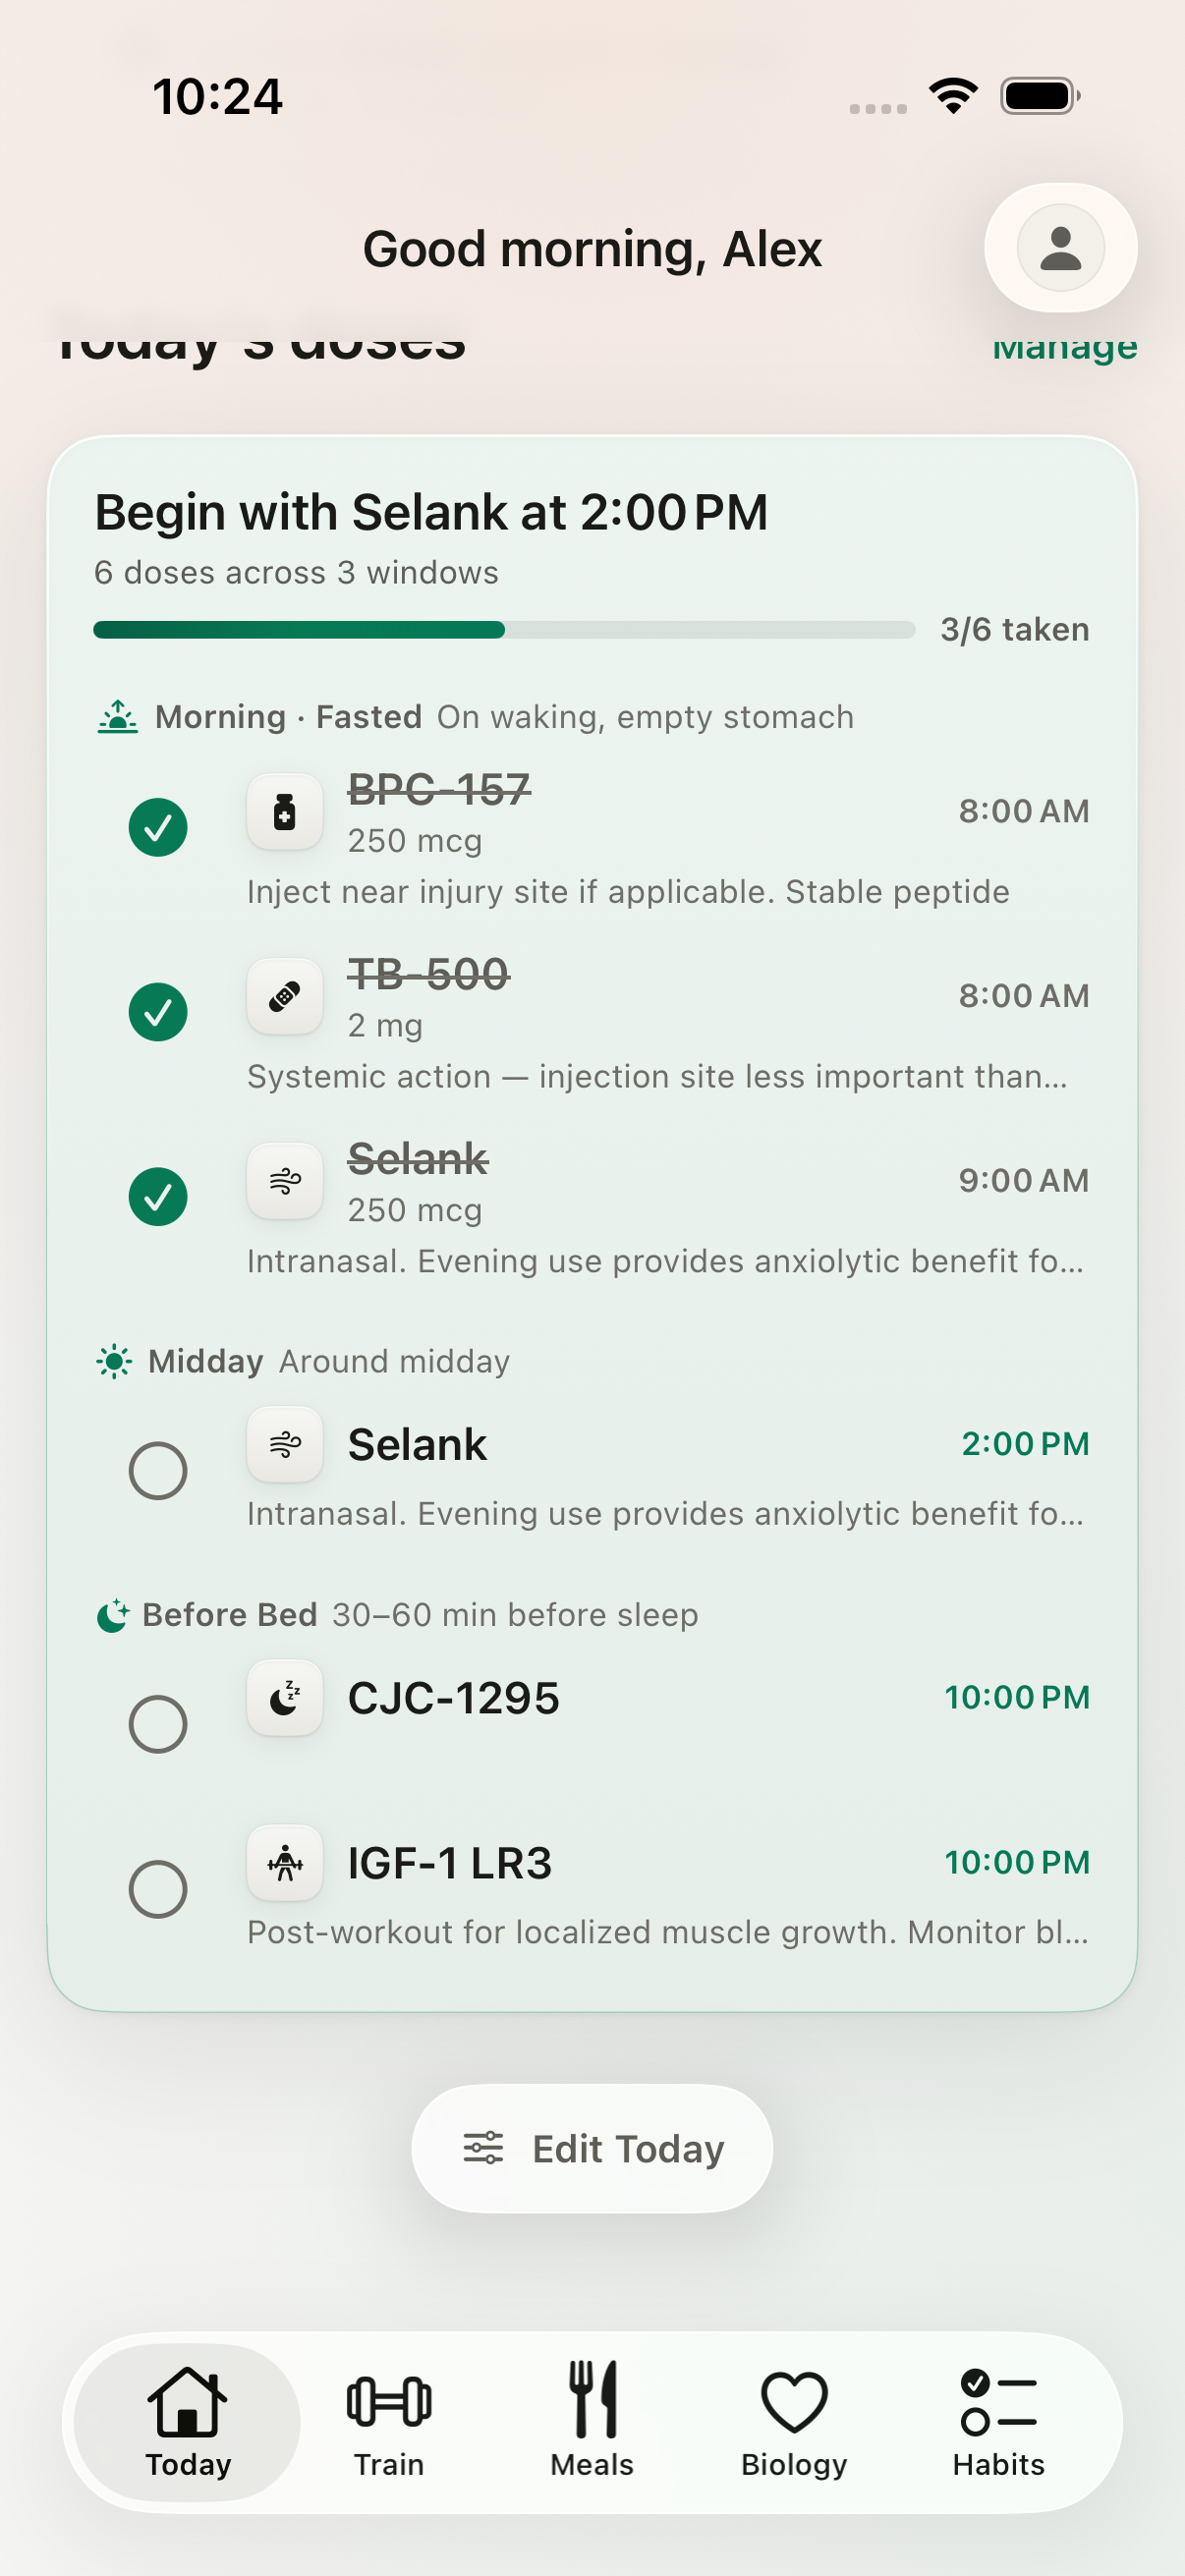 10:24
Good morning, Alex
Today's doses
Manage
Begin with Selank at 2:00 PM
6 doses across 3 windows
3/6 taken
Morning · Fasted On waking, empty stomach
BPC-157
8:00 AM
250 mcg
Inject near injury site if applicable. Stable peptide
TB-500
8:00 AM
2 mg
Systemic action — injection site less important than...
Selank
9:00 AM
250 mcg
Intranasal. Evening use provides anxiolytic benefit fo...
Midday Around midday
Selank
2:00 PM
Intranasal. Evening use provides anxiolytic benefit fo...
Before Bed 30–60 min before sleep
CJC-1295
10:00 PM
IGF-1 LR3
10:00 PM
Post-workout for localized muscle growth. Monitor bl...
Edit Today
Today
Train
Meals
Biology
Habits